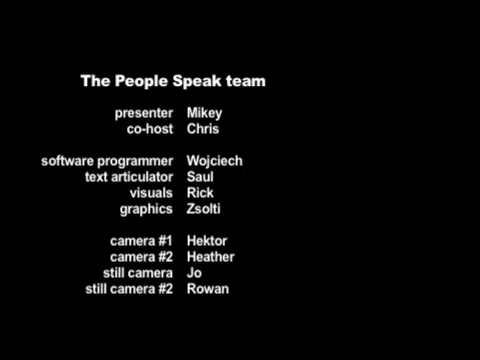 The People Speak team
presenter Mikey
co-host Chris
software programmer Wojciech
text articulator Saul
visuals Rick
graphics Zsolti
camera #1 Hektor
camera #2 Heather
still camera Jo
still camera #2 Rowan